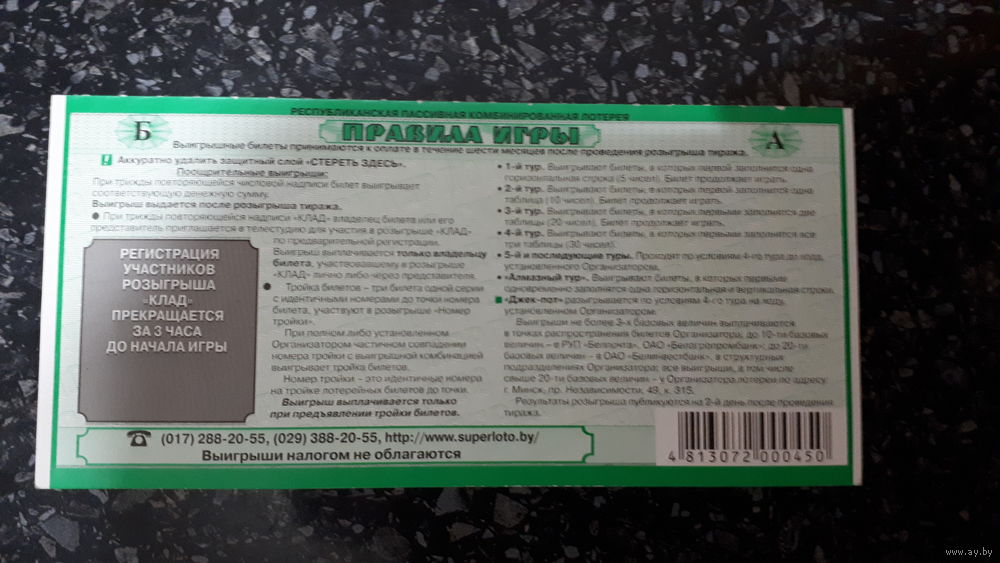 РЕСПУБЛИКАНСКАЯ ПАССИВНАЯ КОМБИНИРОВАННАЯ ЛОТЕРЕЯ
Б
ПРАВИЛА ИГРЫ
А
Выигрышные билеты принимаются к оплате в течение шести месяцев после проведения розыгрыша тиража.
Аккуратно удалить защитный слой «СТЕРЕТЬ ЗДЕСЬ».
Поощрительные выигрыши:
При трижды повторяющейся числовой надписи билет выигрывает
соответствующую денежную сумму.
Выигрыш выдается после розыгрыша тиража.
● При трижды повторяющейся надписи «КЛАД» владелец билета или его
представитель приглашается в телестудию для участия в розыгрыше «КЛАД»
по предварительной регистрации.
Выигрыш выплачивается только владельцу
билета, участвовавшему в розыгрыше
«КЛАД» лично либо через представителя.
● Тройка билетов – три билета одной серии
с идентичными номерами до точки номера
билета, участвуют в розыгрыше «Номер
тройки».
При полном либо установленном
Организатором частичном совпадении
номера тройки с выигрышной комбинацией
выигрывает тройка билетов.
Номер тройки – это идентичные номера
на тройке лотерейных билетов до точки.
Выигрыш выплачивается только
при предъявлении тройки билетов.
РЕГИСТРАЦИЯ
УЧАСТНИКОВ
РОЗЫГРЫША
«КЛАД»
ПРЕКРАЩАЕТСЯ
ЗА 3 ЧАСА
ДО НАЧАЛА ИГРЫ
• 1-й тур. Выигрывают билеты, в которых первой заполнится одна
горизонтальная строка (5 чисел). Билет продолжает играть.
• 2-й тур. Выигрывают билеты, в которых первой заполнится одна
таблица (10 чисел). Билет продолжает играть.
• 3-й тур. Выигрывают билеты, в которых первыми заполнятся две
таблицы (20 чисел). Билет продолжает играть.
• 4-й тур. Выигрывают билеты, в которых первыми заполнятся все
три таблицы (30 чисел).
• 5-й и последующие туры. Проходят по условиям 4-го тура до хода,
установленного Организатором.
• «Алмазный тур». Выигрывают билеты, в которых первыми
одновременно заполнятся одна горизонтальная и вертикальная строки.
«Джек-пот» разыгрывается по условиям 4-го тура на ходу,
установленном Организатором.
Выигрыши не более 3-х базовых величин выплачиваются
в точках распространения билетов Организатора; до 10-ти базовых
величин – в РУП «Белпочта», ОАО «Белагропромбанк»; до 20-ти
базовых величин – в ОАО «Белинвестбанк», в структурных
подразделениях Организатора; все выигрыши, в том числе
свыше 20-ти базовых величин – у Организатора лотереи по адресу:
г. Минск, пр. Независимости, 49, к. 315.
Результаты розыгрыша публикуются на 2-й день после проведения
тиража.
(017) 288-20-55, (029) 388-20-55, http://www.superloto.by/
Выигрыши налогом не облагаются
4 813072 000450
www.ay.by